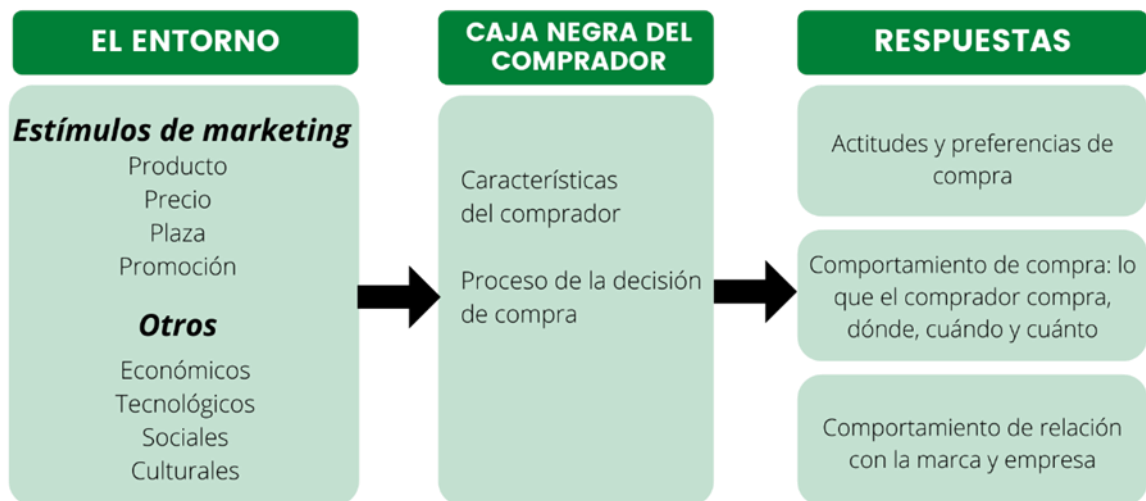 EL ENTORNO
Estímulos de marketing
Producto
Precio
Plaza
Promoción
Otros
Económicos
Tecnológicos
Sociales
Culturales
CAJA NEGRA DEL
COMPRADOR
Características
del comprador
Proceso de la decisión
de compra
RESPUESTAS
Actitudes y preferencias de
compra
Comportamiento de compra: lo
que el comprador compra,
dónde, cuándo y cuánto
Comportamiento de relación
con la marca y empresa